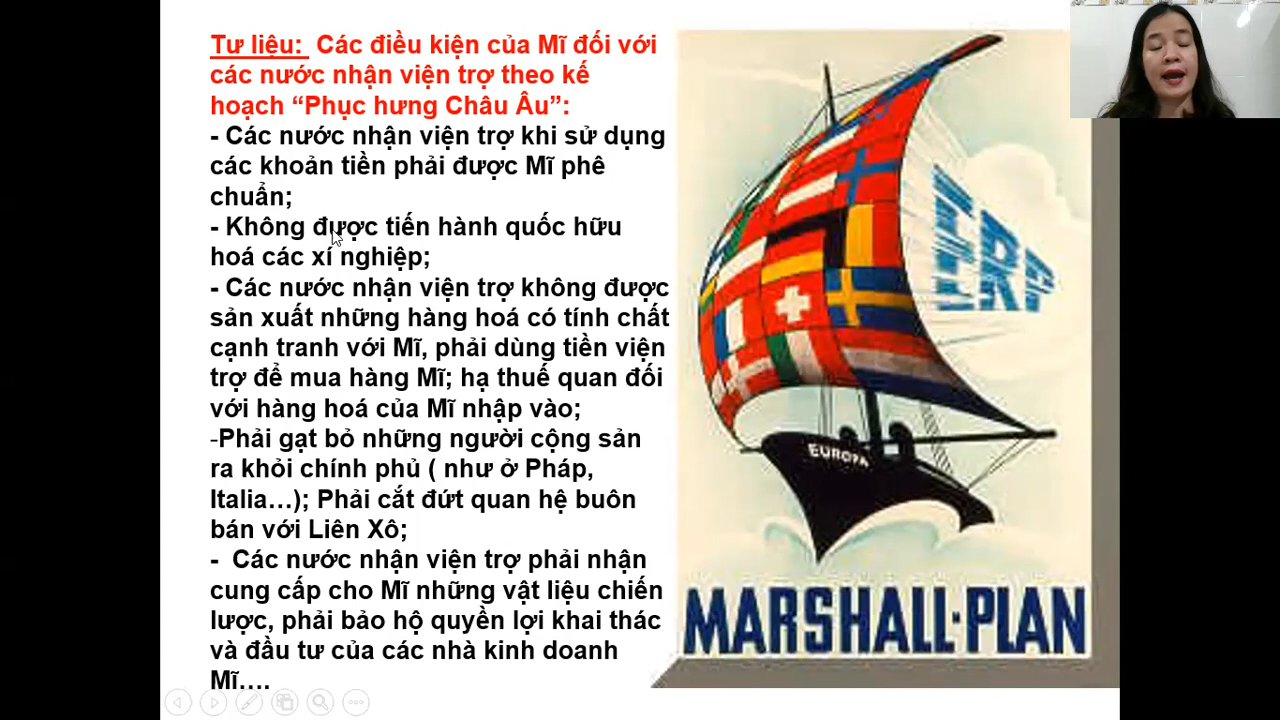 Tư liệu: Các điều kiện của Mĩ đối với
các nước nhận viện trợ theo kế
hoạch “Phục hưng Châu Âu”:
- Các nước nhận viện trợ khi sử dụng
các khoản tiền phải được Mĩ phê
chuẩn;
- Không được tiến hành quốc hữu
hoá các xí nghiệp;
- Các nước nhận viện trợ không được
sản xuất những hàng hoá có tính chất
cạnh tranh với Mĩ, phải dùng tiền viện
trợ để mua hàng Mĩ; hạ thuế quan đối
với hàng hoá của Mĩ nhập vào;
-Phải gạt bỏ những người cộng sản
ra khỏi chính phủ ( như ở Pháp,
Italia…); Phải cắt đứt quan hệ buôn
bán với Liên Xô;
- Các nước nhận viện trợ phải nhận
cung cấp cho Mĩ những vật liệu chiến
lược, phải bảo hộ quyền lợi khai thác
và đầu tư của các nhà kinh doanh
Mĩ….
ERP
EUROPA
MARSHALL-PLAN